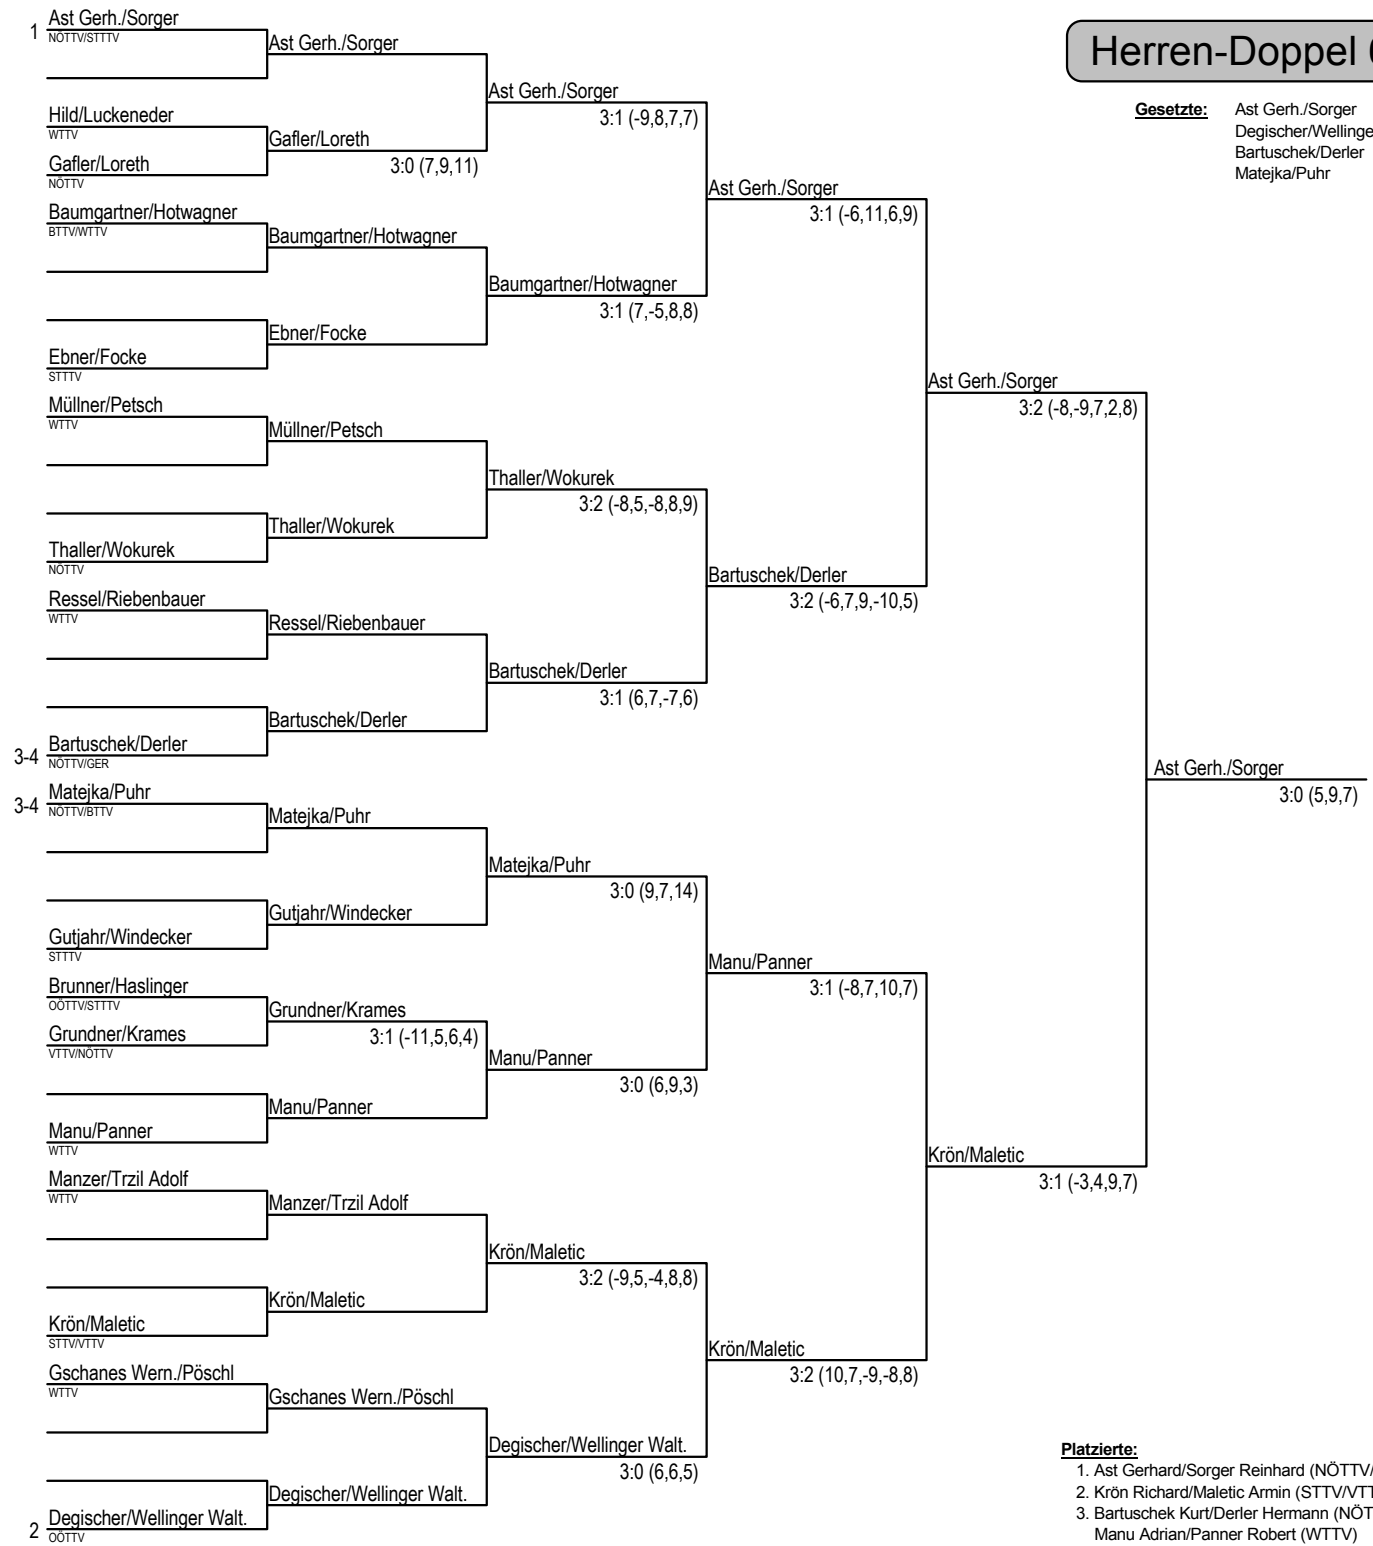 Herren-Doppel
Gesetzte: Ast Gerh./Sorger
Degischer/Wellinge
Bartuschek/Derler
Matejka/Puhr
1 Ast Gerh./Sorger
NÖTTV/STTTV
Hild/Luckeneder
WTTV
Gafler/Loreth
NÖTTV
Baumgartner/Hotwagner
BTTV/WTTV
Ebner/Focke
STTTV
Müllner/Petsch
WTTV
Thaller/Wokurek
NÖTTV
Ressel/Riebenbauer
WTTV
3-4 Bartuschek/Derler
NÖTTV/GER
3-4 Matejka/Puhr
NÖTTV/BTTV
Gutjahr/Windecker
STTTV
Brunner/Haslinger
OÖTTV/STTTV
Grundner/Krames
VTTV/NÖTTV
Manu/Panner
WTTV
Manzer/Trzil Adolf
WTTV
Krön/Maletic
STTV/VTTV
Gschanes Wern./Pöschl
WTTV
2 Degischer/Wellinger Walt.
OÖTTV
Ast Gerh./Sorger
Gafler/Loreth
3:0 (7,9,11)
Baumgartner/Hotwagner
Ebner/Focke
Müllner/Petsch
Thaller/Wokurek
Ressel/Riebenbauer
Bartuschek/Derler
Matejka/Puhr
Gutjahr/Windecker
Grundner/Krames
3:1 (-11,5,6,4)
Manu/Panner
Manzer/Trzil Adolf
Krön/Maletic
Gschanes Wern./Pöschl
Degischer/Wellinger Walt.
Ast Gerh./Sorger
3:1 (-9,8,7,7)
Baumgartner/Hotwagner
3:1 (7,-5,8,8)
Thaller/Wokurek
3:2 (-8,5,-8,8,9)
Bartuschek/Derler
3:1 (6,7,-7,6)
Matejka/Puhr
3:0 (9,7,14)
Manu/Panner
3:0 (6,9,3)
Krön/Maletic
3:2 (-9,5,-4,8,8)
Degischer/Wellinger Walt.
3:0 (6,6,5)
Ast Gerh./Sorger
3:1 (-6,11,6,9)
Bartuschek/Derler
3:2 (-6,7,9,-10,5)
Manu/Panner
3:1 (-8,7,10,7)
Krön/Maletic
3:2 (10,7,-9,-8,8)
Ast Gerh./Sorger
3:2 (-8,-9,7,2,8)
Krön/Maletic
3:1 (-3,4,9,7)
Ast Gerh./Sorger
3:0 (5,9,7)
Platzierte:
1. Ast Gerhard/Sorger Reinhard (NÖTTV/
2. Krön Richard/Maletic Armin (STTV/VTT
3. Bartuschek Kurt/Derler Hermann (NÖT
Manu Adrian/Panner Robert (WTTV)